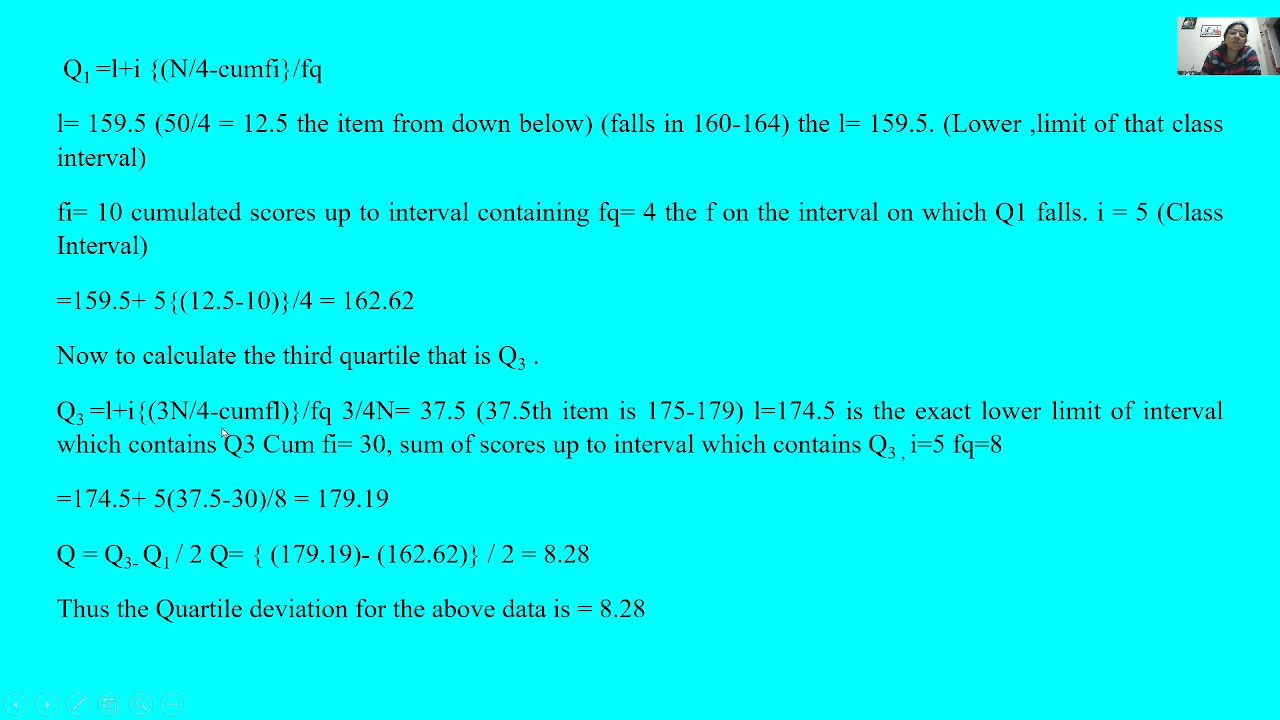 Q1 =l+i {(N/4-cumfi}/fq
l= 159.5 (50/4 = 12.5 the item from down below) (falls in 160-164) the l= 159.5. (Lower ,limit of that class
interval)
fi= 10 cumulated scores up to interval containing fq= 4 the f on the interval on which Q1 falls. i = 5 (Class
Interval)
=159.5+ 5{(12.5-10)}/4 = 162.62
Now to calculate the third quartile that is Q3 .
Q3 =l+i{(3N/4-cumfl)}/fq 3/4N= 37.5 (37.5th item is 175-179) l=174.5 is the exact lower limit of interval
which contains Q3 Cum fi= 30, sum of scores up to interval which contains Q3 , i=5 fq=8
=174.5+ 5(37.5-30)/8 = 179.19
Q = Q3- Q1 / 2 Q= { (179.19)- (162.62)} / 2 = 8.28
Thus the Quartile deviation for the above data is = 8.28